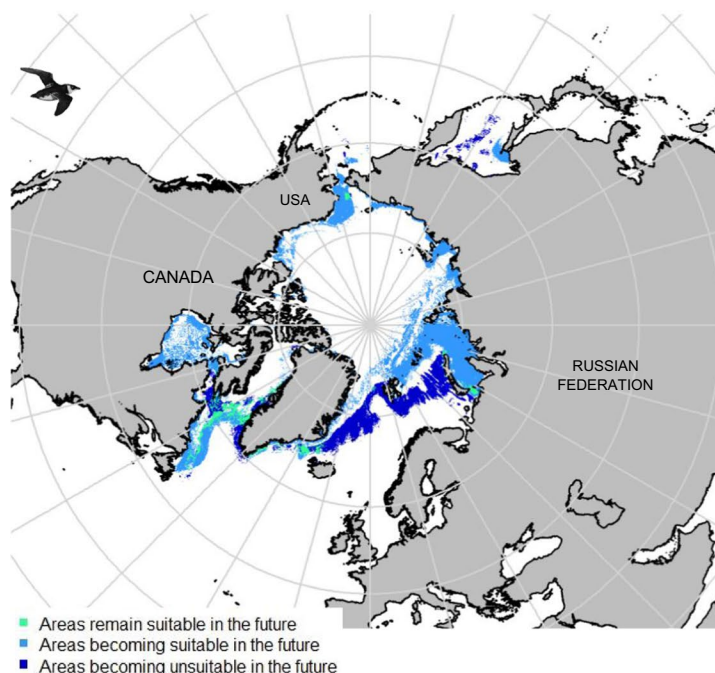 USA
CANADA
RUSSIAN
FEDERATION
Areas remain suitable in the future
Areas becoming suitable in the future
Areas becoming unsuitable in the future